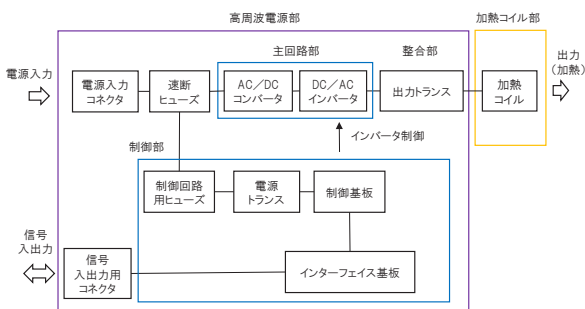 高周波電源部
加熱コイル部
主回路部
整合部
出力
（加熱）
電源入力
電源入力
コネクタ
速断
ヒューズ
AC／DC
コンバータ
DC／AC
インバータ
出力トランス
加熱
コイル
インバータ制御
制御部
制御回路
用ヒューズ
電源
トランス
制御基板
信号
入出力
信号
入出力用
コネクタ
インターフェイス基板